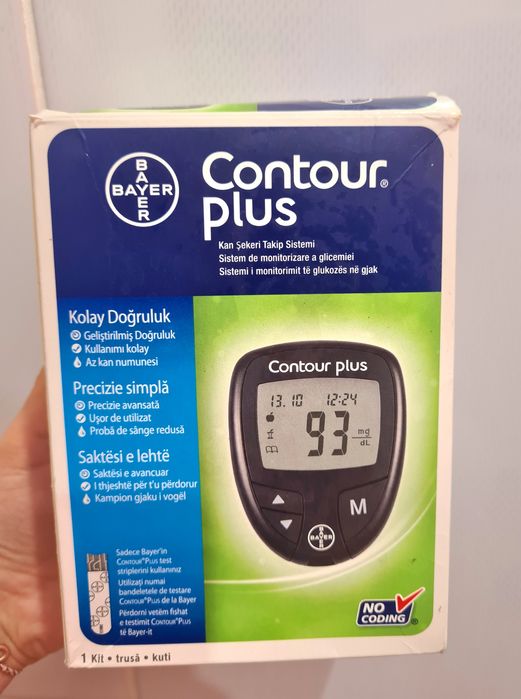 BAYER
BAYER
Contour®
plus
Kan Şekeri Takip Sistemi
Sistem de monitorizare a glicemiei
Sistemi i monitorimit të glukozës në gjak
Kolay Doğruluk
Geliştirilmiş Doğruluk
Kullanımı kolay
Az kan numunesi
Precizie simplă
Precizie avansată
Uşor de utilizat
Probă de sânge redusă
Saktësi e lehtë
Saktësi e avancuar
I thjeshtë për t'u përdorur
Kampion gjaku i vogël
Contour plus
13.10 12:24
93 mg/dL
M
BAYER
BAYER
Sadece Bayer'in
CONTOUR®PLUS test
striplerini kullanınız
Utilizaţi numai
bandeletele de testare
CONTOUR®PLUS de la Bayer
Përdorni vetëm fishat
e testimit CONTOUR®PLUS
të Bayer-it
NO
CODING®
1 Kit • trusă • kuti